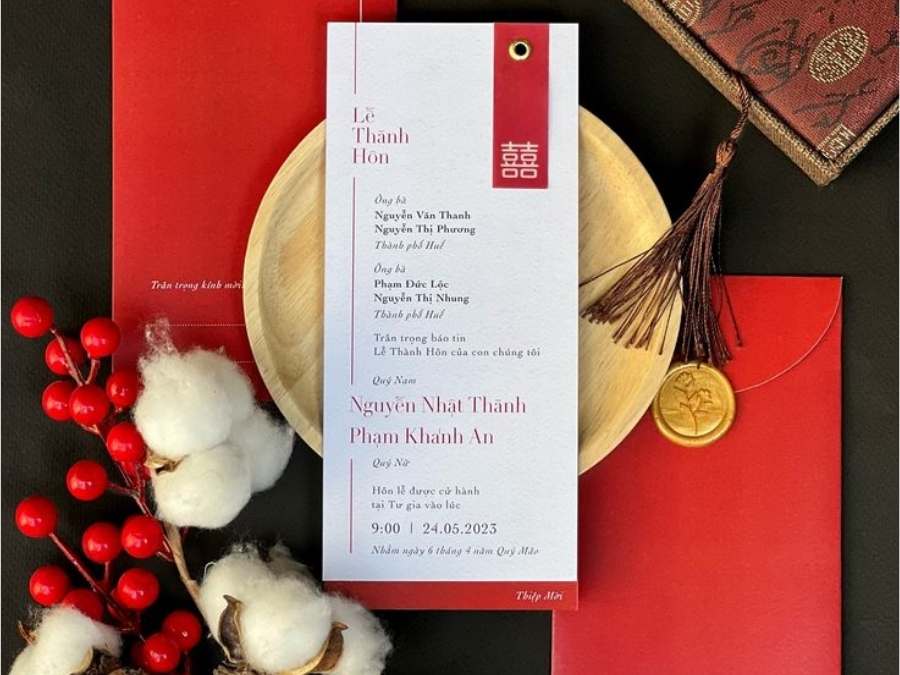 Lễ
Thành
Hôn
囍
Ông bà
Nguyễn Văn Thanh
Nguyễn Thị Phương
Thành phố Huế
Ông bà
Phạm Đức Lộc
Nguyễn Thị Nhung
Thành phố Huế
Trân trọng báo tin
Lễ Thành Hôn của con chúng tôi
Quý Nam
Nguyễn Nhật Thành
Phạm Khánh An
Quý Nữ
Hôn lễ được cử hành
tại Tư gia vào lúc
9:00 | 24.05.2023
Nhằm ngày 6 tháng 4 năm Quý Mão
Thiệp Mời
Trân trọng kính mời: